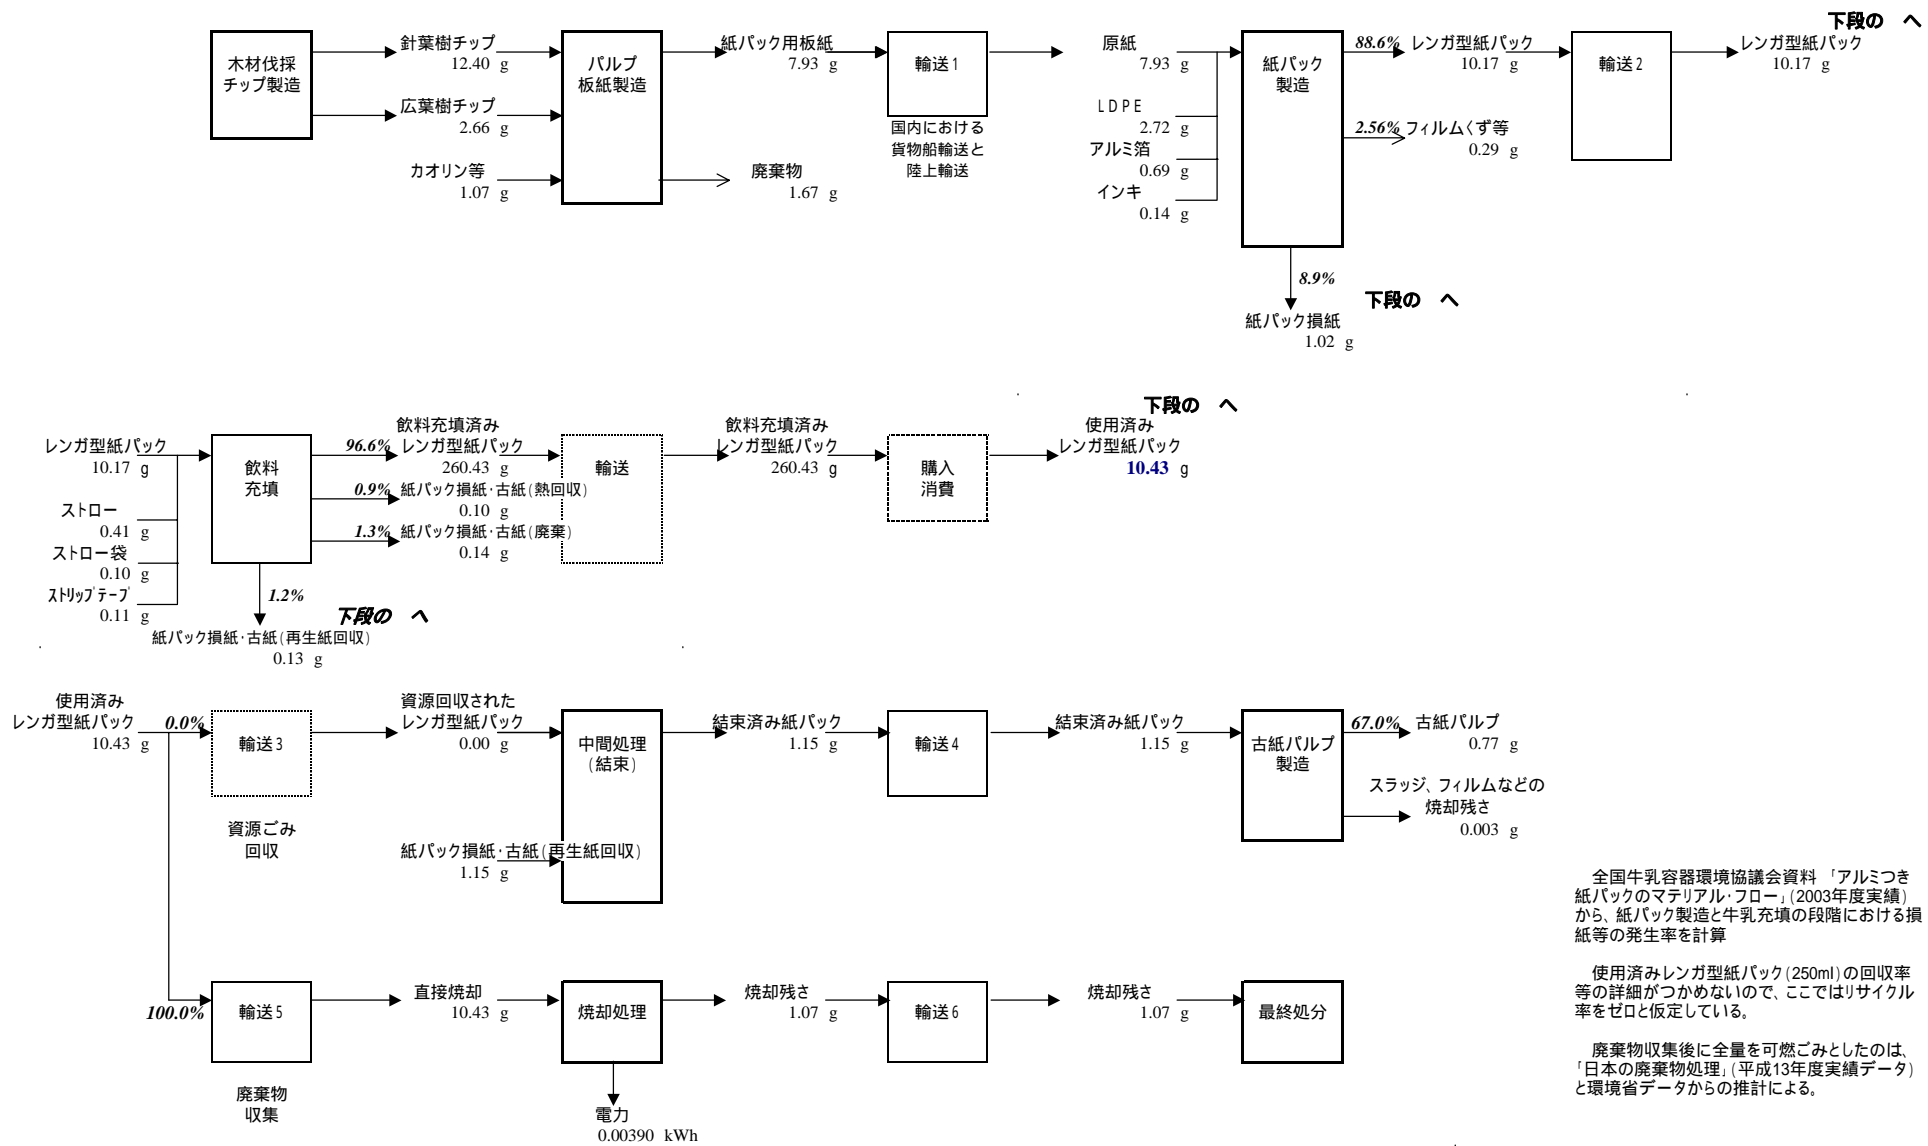 下段の　へ
木材伐採
チップ製造
針葉樹チップ
12.40 g
広葉樹チップ
2.66 g
カオリン等
1.07 g
パルプ
板紙製造
紙パック用板紙
7.93 g
廃棄物
1.67 g
輸送1
国内における
貨物船輸送と
陸上輸送
原紙
7.93 g
LDPE
2.72 g
アルミ箔
0.69 g
インキ
0.14 g
紙パック
製造
88.6%
レンガ型紙パック
10.17 g
2.56%
フィルムくず等
0.29 g
輸送2
レンガ型紙パック
10.17 g
8.9%
下段の　へ
紙パック損紙
1.02 g
下段の　へ
レンガ型紙パック
10.17 g
ストロー
0.41 g
ストロー袋
0.10 g
ストリップテープ
0.11 g
飲料
充填
96.6%
飲料充填済み
レンガ型紙パック
260.43 g
0.9%
紙パック損紙・古紙(熱回収)
0.10 g
1.3%
紙パック損紙・古紙(廃棄)
0.14 g
輸送
飲料充填済み
レンガ型紙パック
260.43 g
購入
消費
使用済み
レンガ型紙パック
10.43 g
1.2%
下段の　へ
紙パック損紙・古紙(再生紙回収)
0.13 g
使用済み
レンガ型紙パック
10.43 g
0.0%
輸送3
資源ごみ
回収
資源回収された
レンガ型紙パック
0.00 g
紙パック損紙・古紙(再生紙回収)
1.15 g
中間処理
(結束)
結束済み紙パック
1.15 g
輸送4
結束済み紙パック
1.15 g
古紙パルプ
製造
67.0%
古紙パルプ
0.77 g
スラッジ、フィルムなどの
焼却残さ
0.003 g
100.0%
輸送5
廃棄物
収集
直接焼却
10.43 g
焼却処理
電力
0.00390 kWh
焼却残さ
1.07 g
輸送6
焼却残さ
1.07 g
最終処分
全国牛乳容器環境協議会資料 「アルミつき
紙パックのマテリアル・フロー」(2003年度実績)
から、紙パック製造と牛乳充填の段階における損
紙等の発生率を計算
使用済みレンガ型紙パック(250ml)の回収率
等の詳細がつかめないので、ここではリサイクル
率をゼロと仮定している。
廃棄物収集後に全量を可燃ごみとしたのは、
「日本の廃棄物処理」(平成13年度実績データ)
と環境省データからの推計による。